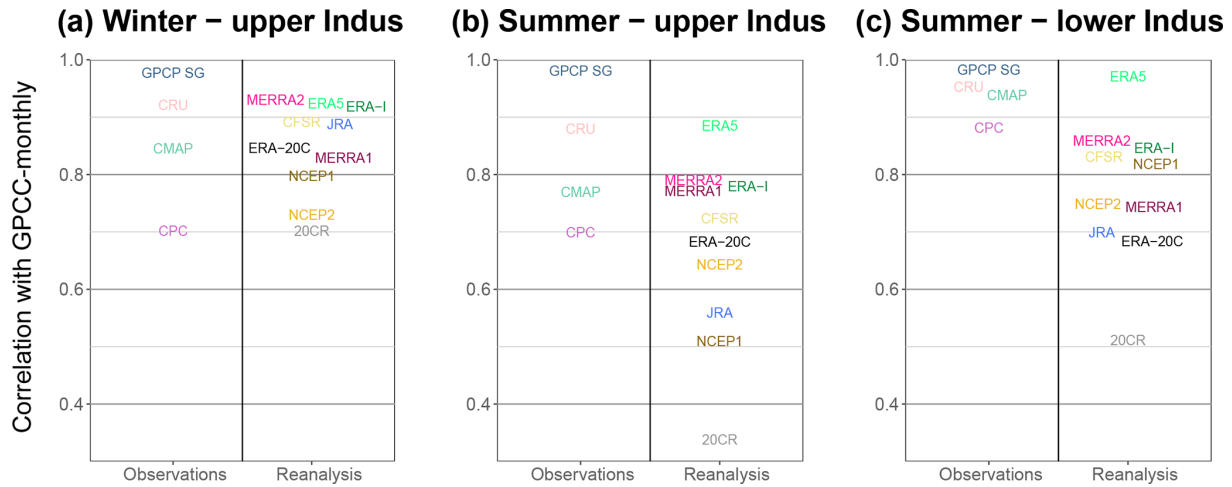 (a) Winter − upper Indus
(b) Summer − upper Indus
(c) Summer − lower Indus
Correlation with GPCC-monthly
1.0
0.8
0.6
0.4
GPCP SG
CRU
CMAP
CPC
MERRA2
ERA5
ERA−I
CFSR
JRA
ERA−20C
MERRA1
NCEP1
NCEP2
20CR
Observations
Reanalysis
1.0
0.8
0.6
0.4
GPCP SG
CRU
CMAP
CPC
ERA5
MERRA2
ERA−I
MERRA1
CFSR
ERA−20C
NCEP2
JRA
NCEP1
20CR
Observations
Reanalysis
1.0
0.8
0.6
0.4
GPCP SG
CRU
CMAP
CPC
ERA5
MERRA2
ERA−I
CFSR
NCEP1
NCEP2
MERRA1
JRA
ERA−20C
20CR
Observations
Reanalysis